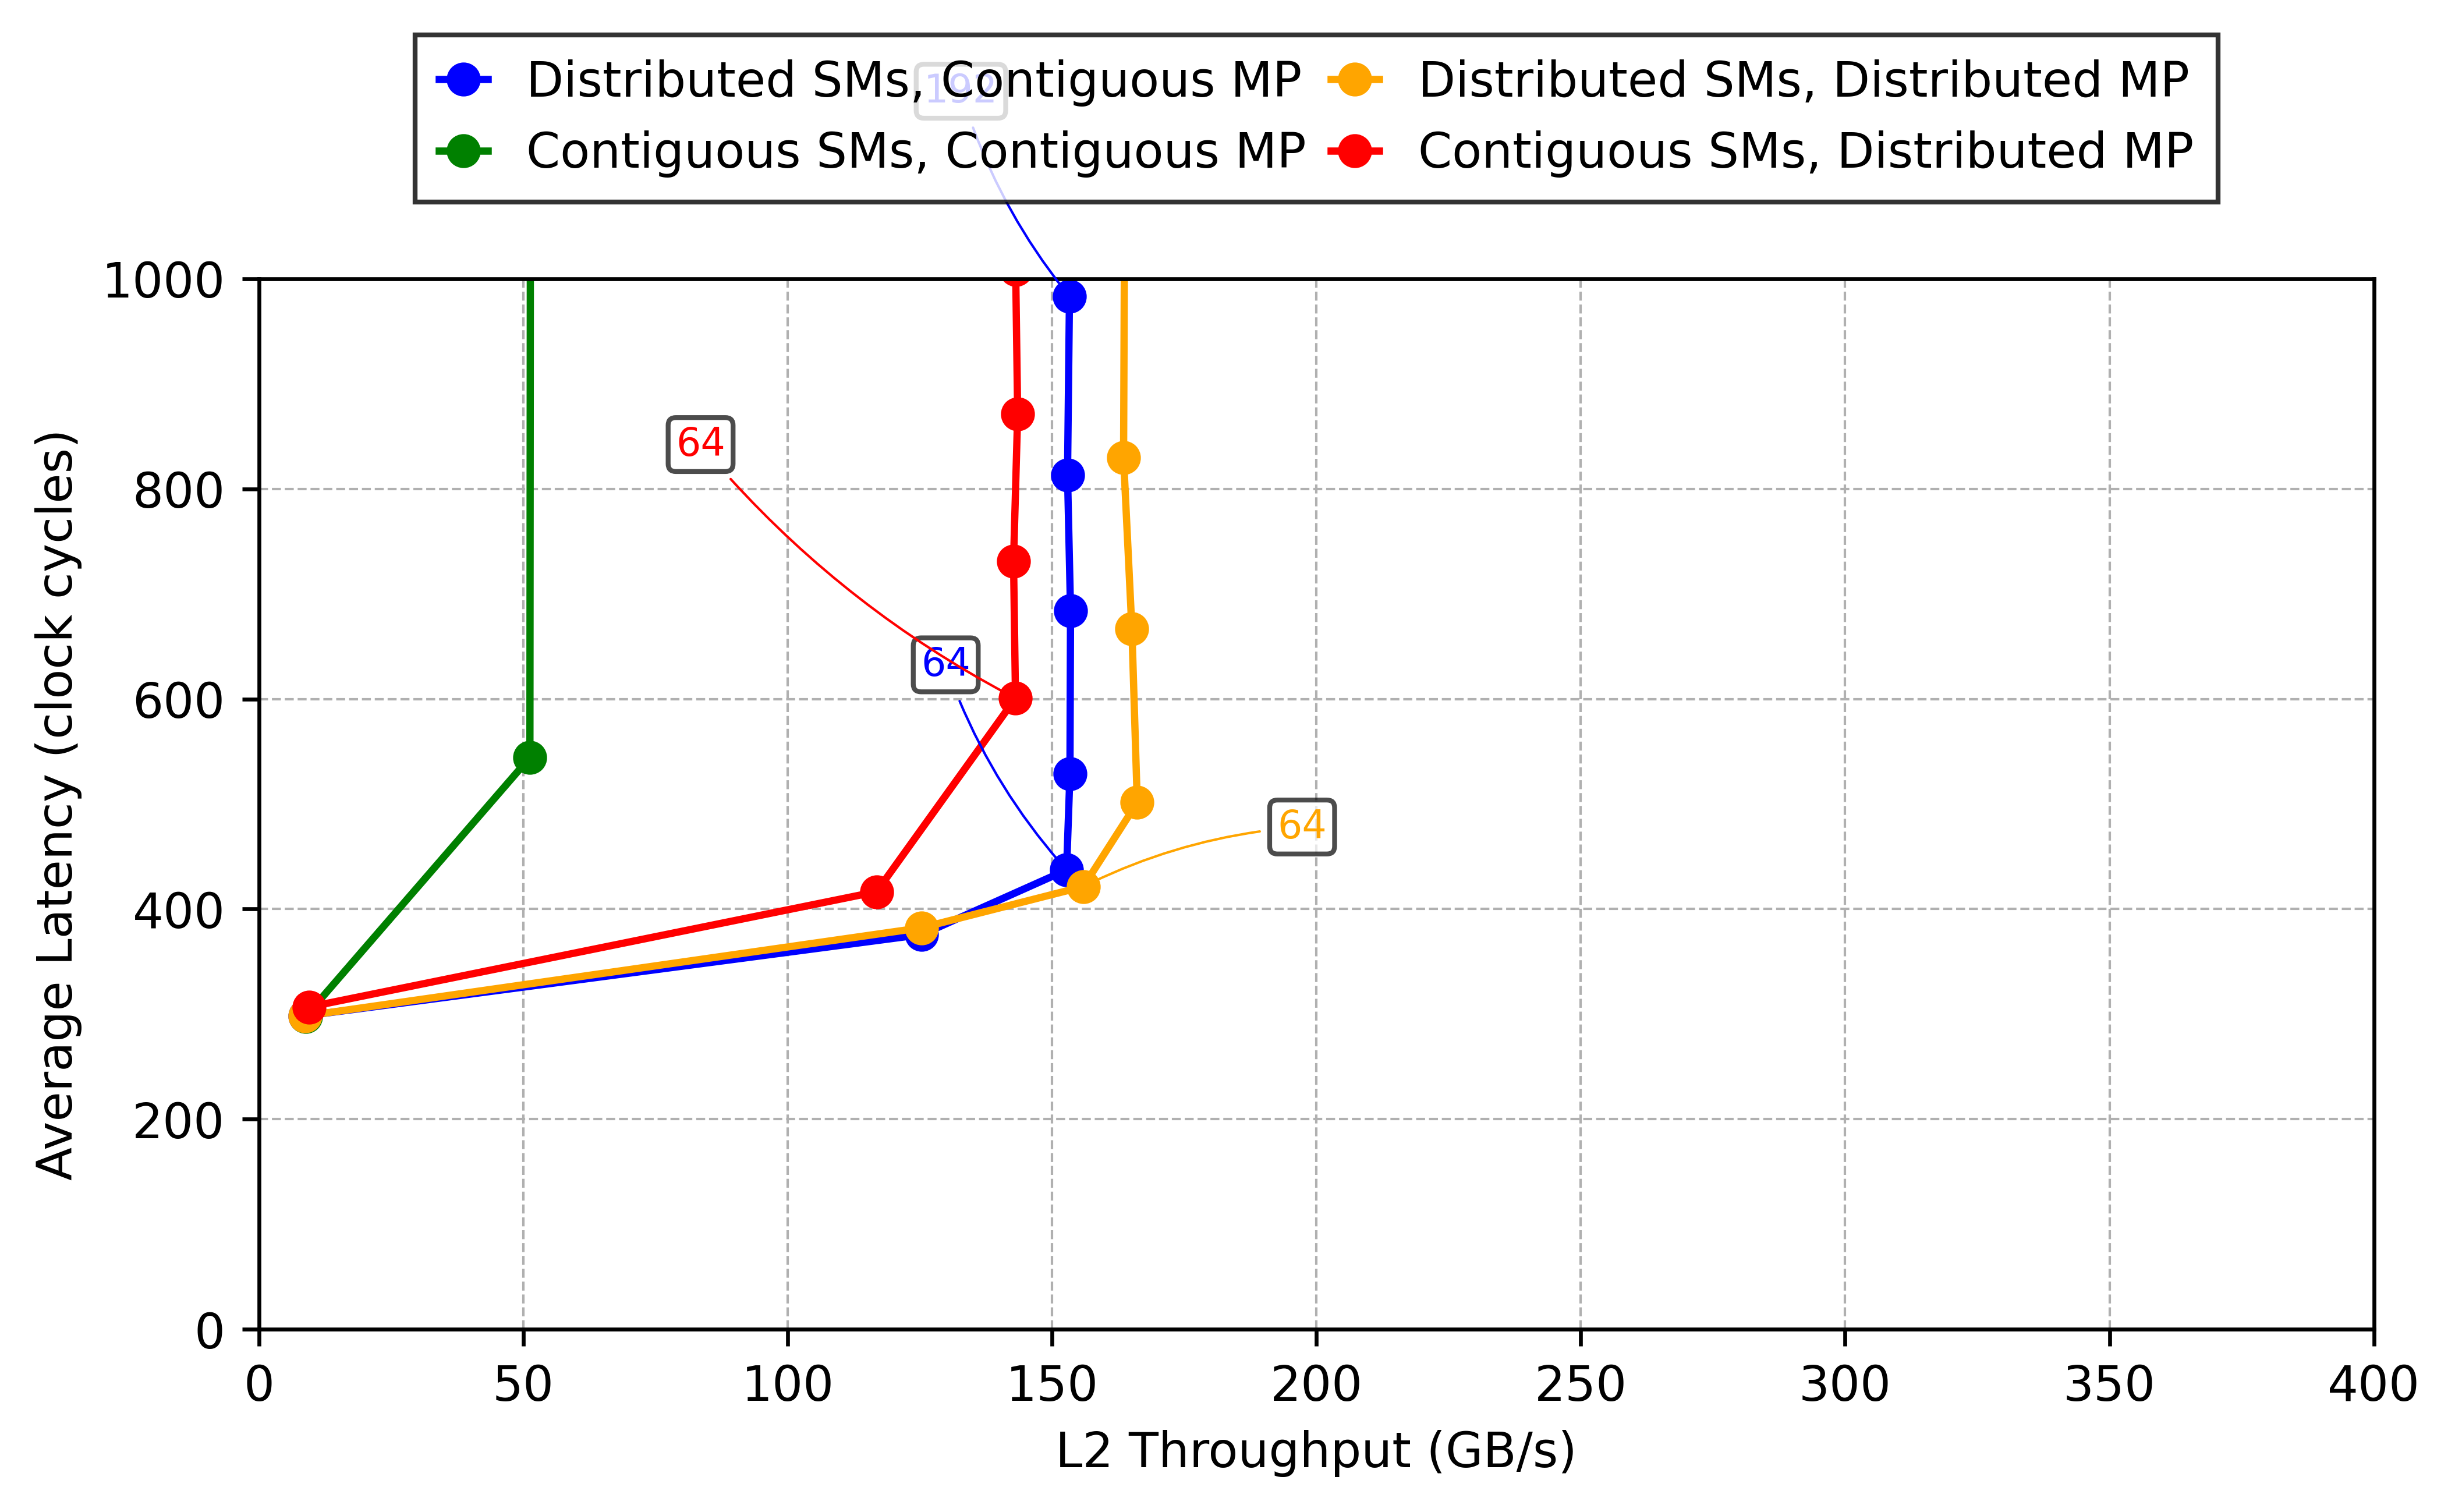 Distributed SMs, Contiguous MP
Contiguous SMs, Contiguous MP
Distributed SMs, Distributed MP
Contiguous SMs, Distributed MP
192
1000
800
600
400
200
0
Average Latency (clock cycles)
64
64
64
0 50 100 150 200 250 300 350 400
L2 Throughput (GB/s)